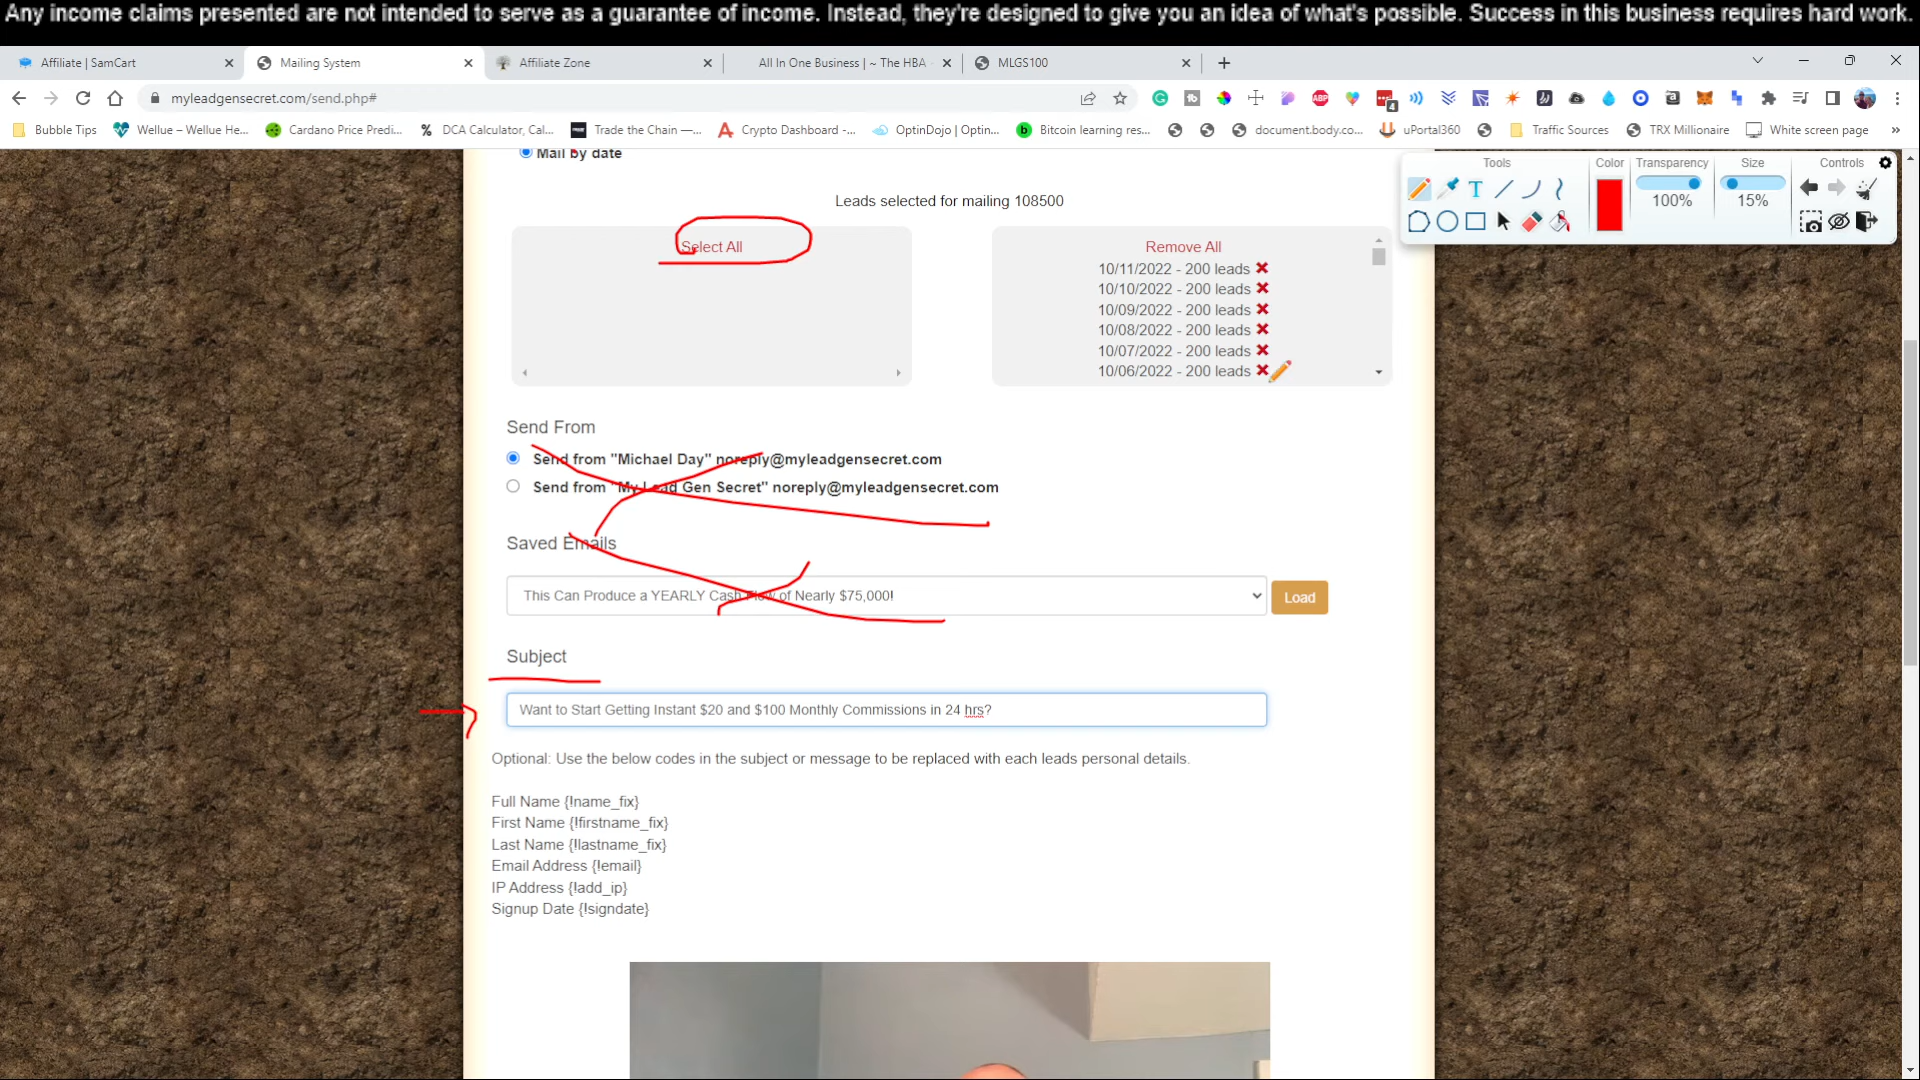 Any income claims presented are not intended to serve as a guarantee of income. Instead, they're designed to give you an idea of what's possible. Success in this business requires hard work.
Affiliate | SamCart
Mailing System
Affiliate Zone
All In One Business | ~ The HBA
MLGS100
myleadgensecret.com/send.php#
Bubble Tips
Wellue – Wellue He...
Cardano Price Predi...
DCA Calculator, Cal...
Trade the Chain —...
Crypto Dashboard -...
OptinDojo | Optin...
Bitcoin learning res...
document.body.co...
uPortal360
Traffic Sources
TRX Millionaire
White screen page
Mail by date
Tools
Color
Transparency
Size
Controls
100%
15%
Leads selected for mailing 108500
Select All
Remove All
10/11/2022 - 200 leads
10/10/2022 - 200 leads
10/09/2022 - 200 leads
10/08/2022 - 200 leads
10/07/2022 - 200 leads
10/06/2022 - 200 leads
Send From
Send from "Michael Day" noreply@myleadgensecret.com
Send from "My Lead Gen Secret" noreply@myleadgensecret.com
Saved Emails
This Can Produce a YEARLY Cash Flow of Nearly $75,000!
Load
Subject
Want to Start Getting Instant $20 and $100 Monthly Commissions in 24 hrs?
Optional: Use the below codes in the subject or message to be replaced with each leads personal details.
Full Name {!name_fix}
First Name {!firstname_fix}
Last Name {!lastname_fix}
Email Address {!email}
IP Address {!add_ip}
Signup Date {!signdate}